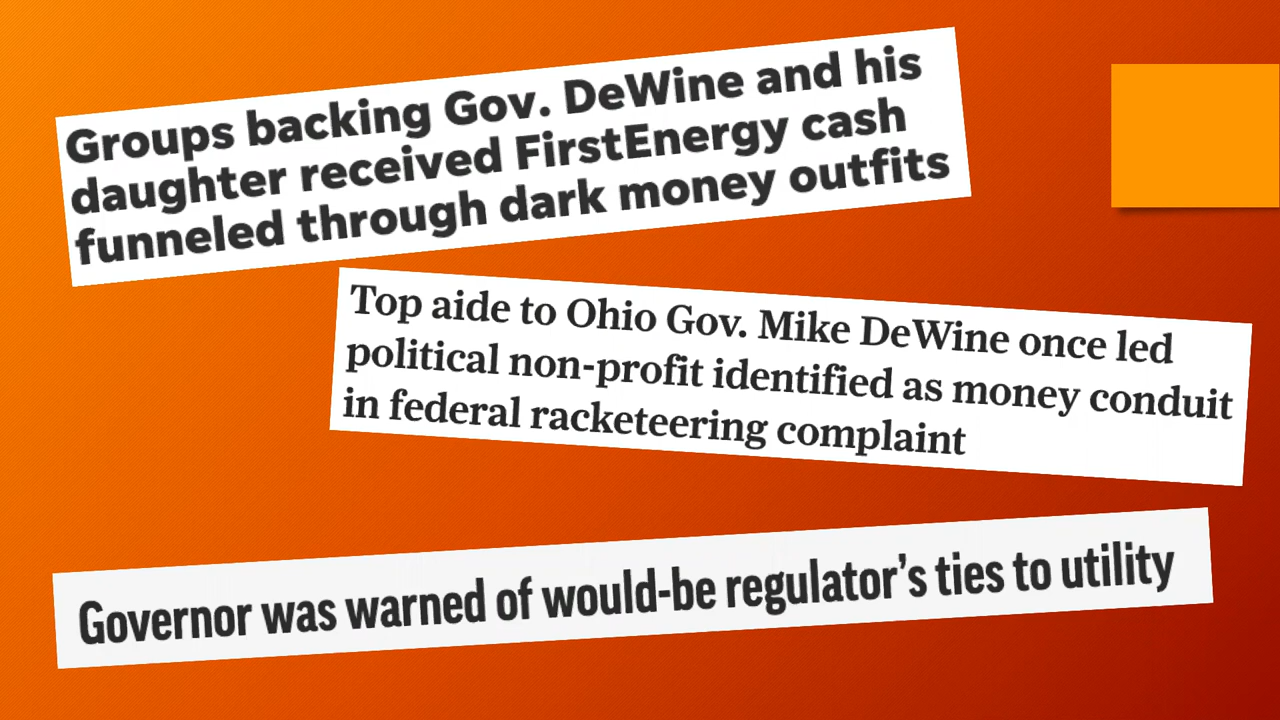 Groups backing Gov. DeWine and his
daughter received FirstEnergy cash
funneled through dark money outfits
Top aide to Ohio Gov. Mike DeWine once led
political non-profit identified as money conduit
in federal racketeering complaint
Governor was warned of would-be regulator’s ties to utility